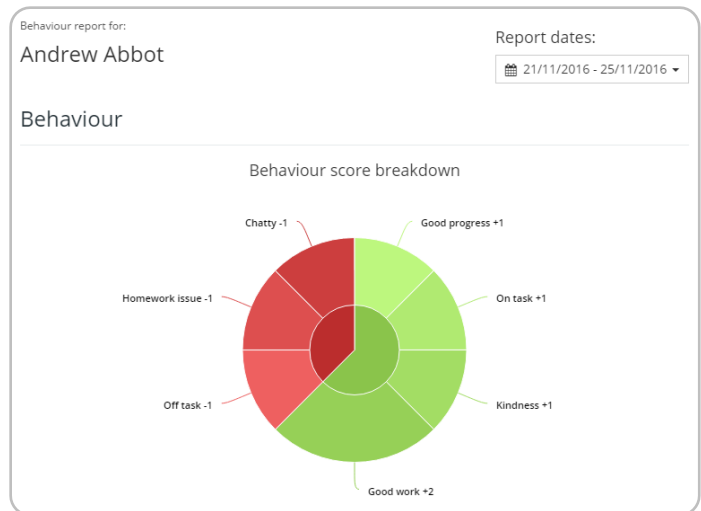 Behaviour report for:
Andrew Abbot
Report dates:
21/11/2016 - 25/11/2016
Behaviour
Behaviour score breakdown
Chatty -1
Good progress +1
Homework issue -1
On task +1
Off task -1
Kindness +1
Good work +2